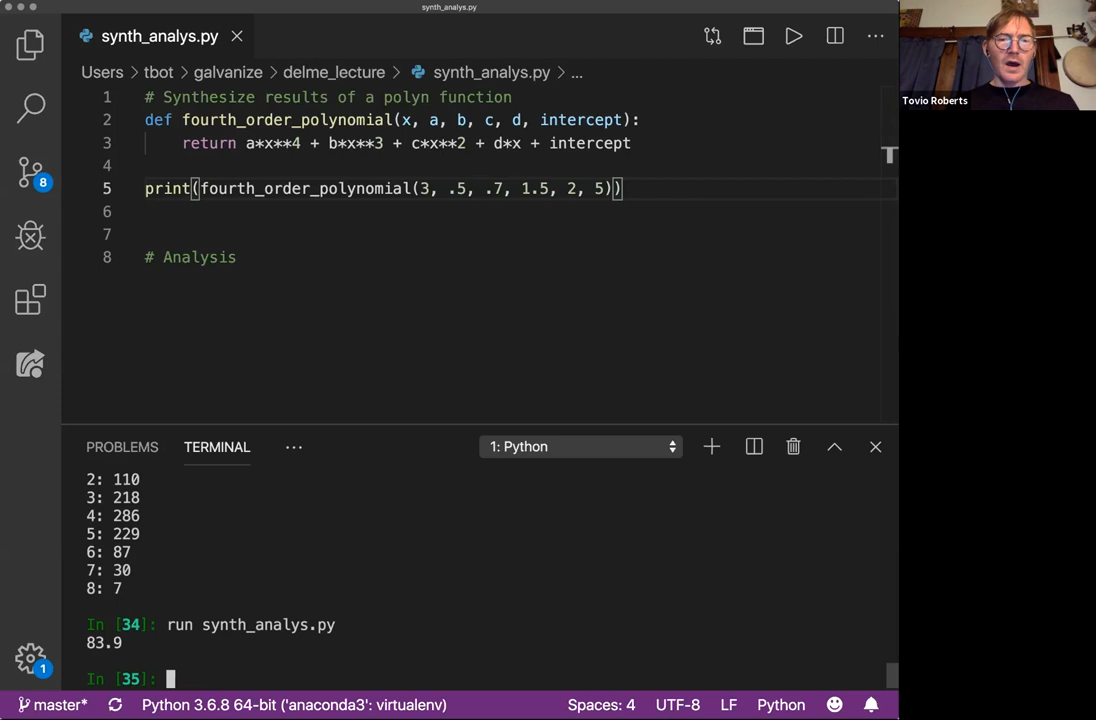 synth_analys.py
synth_analys.py
Users > tbot > galvanize > delme_lecture > synth_analys.py > ...
1 # Synthesize results of a polyn function
2 def fourth_order_polynomial(x, a, b, c, d, intercept):
3 return a*x**4 + b*x**3 + c*x**2 + d*x + intercept
4
5 print(fourth_order_polynomial(3, .5, .7, 1.5, 2, 5))
6
7
8 # Analysis
8
1
PROBLEMS TERMINAL ... 1: Python
2: 110
3: 218
4: 286
5: 229
6: 87
7: 30
8: 7
In [34]: run synth_analys.py
83.9
In [35]:
master* Python 3.6.8 64-bit ('anaconda3': virtualenv) Spaces: 4 UTF-8 LF Python
Tovio Roberts